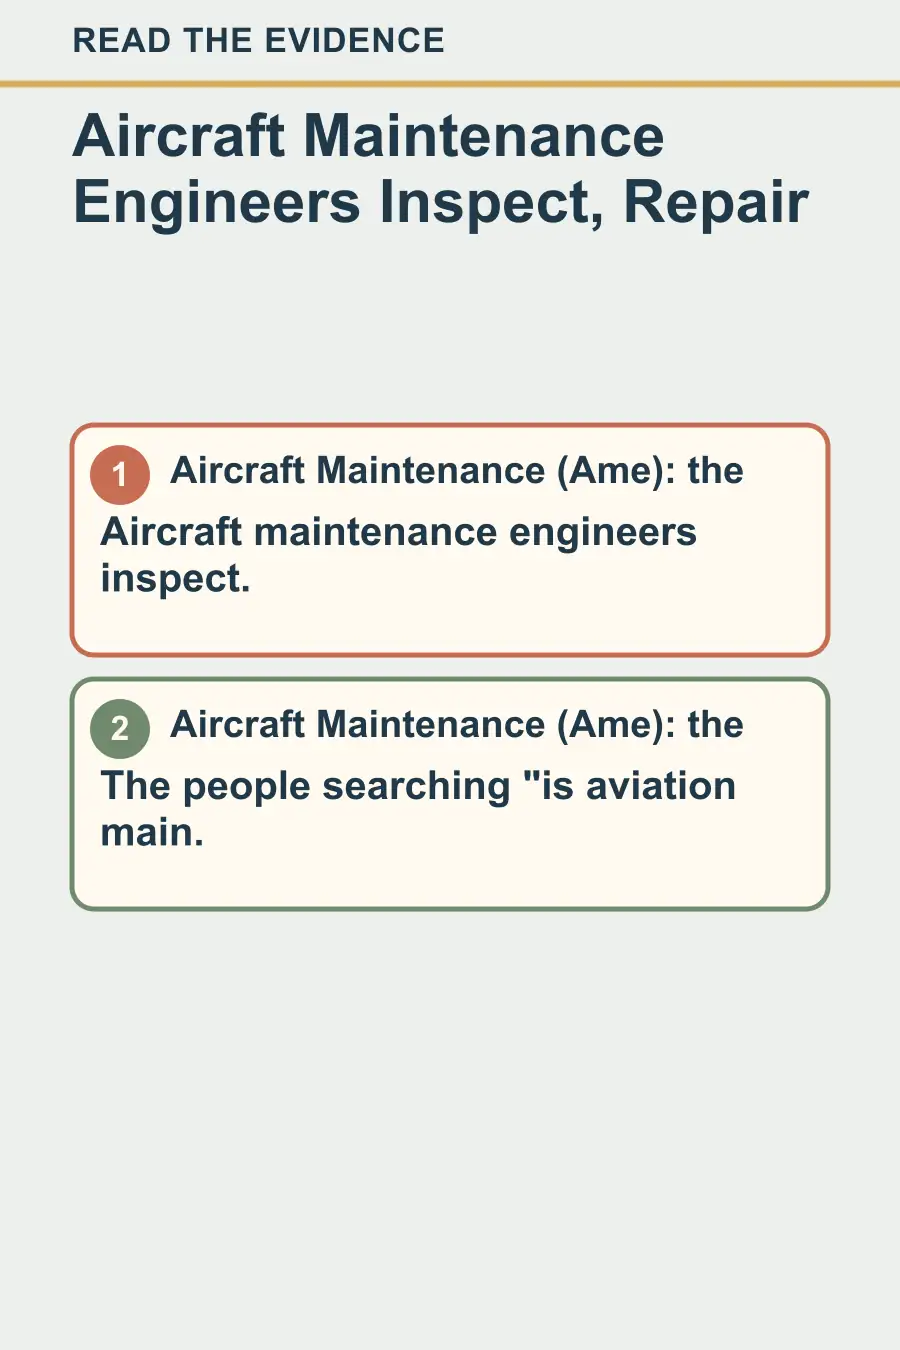 READ THE EVIDENCE
Aircraft Maintenance
Engineers Inspect, Repair
1 Aircraft Maintenance (Ame): the
Aircraft maintenance engineers
inspect.
2 Aircraft Maintenance (Ame): the
The people searching "is aviation
main.